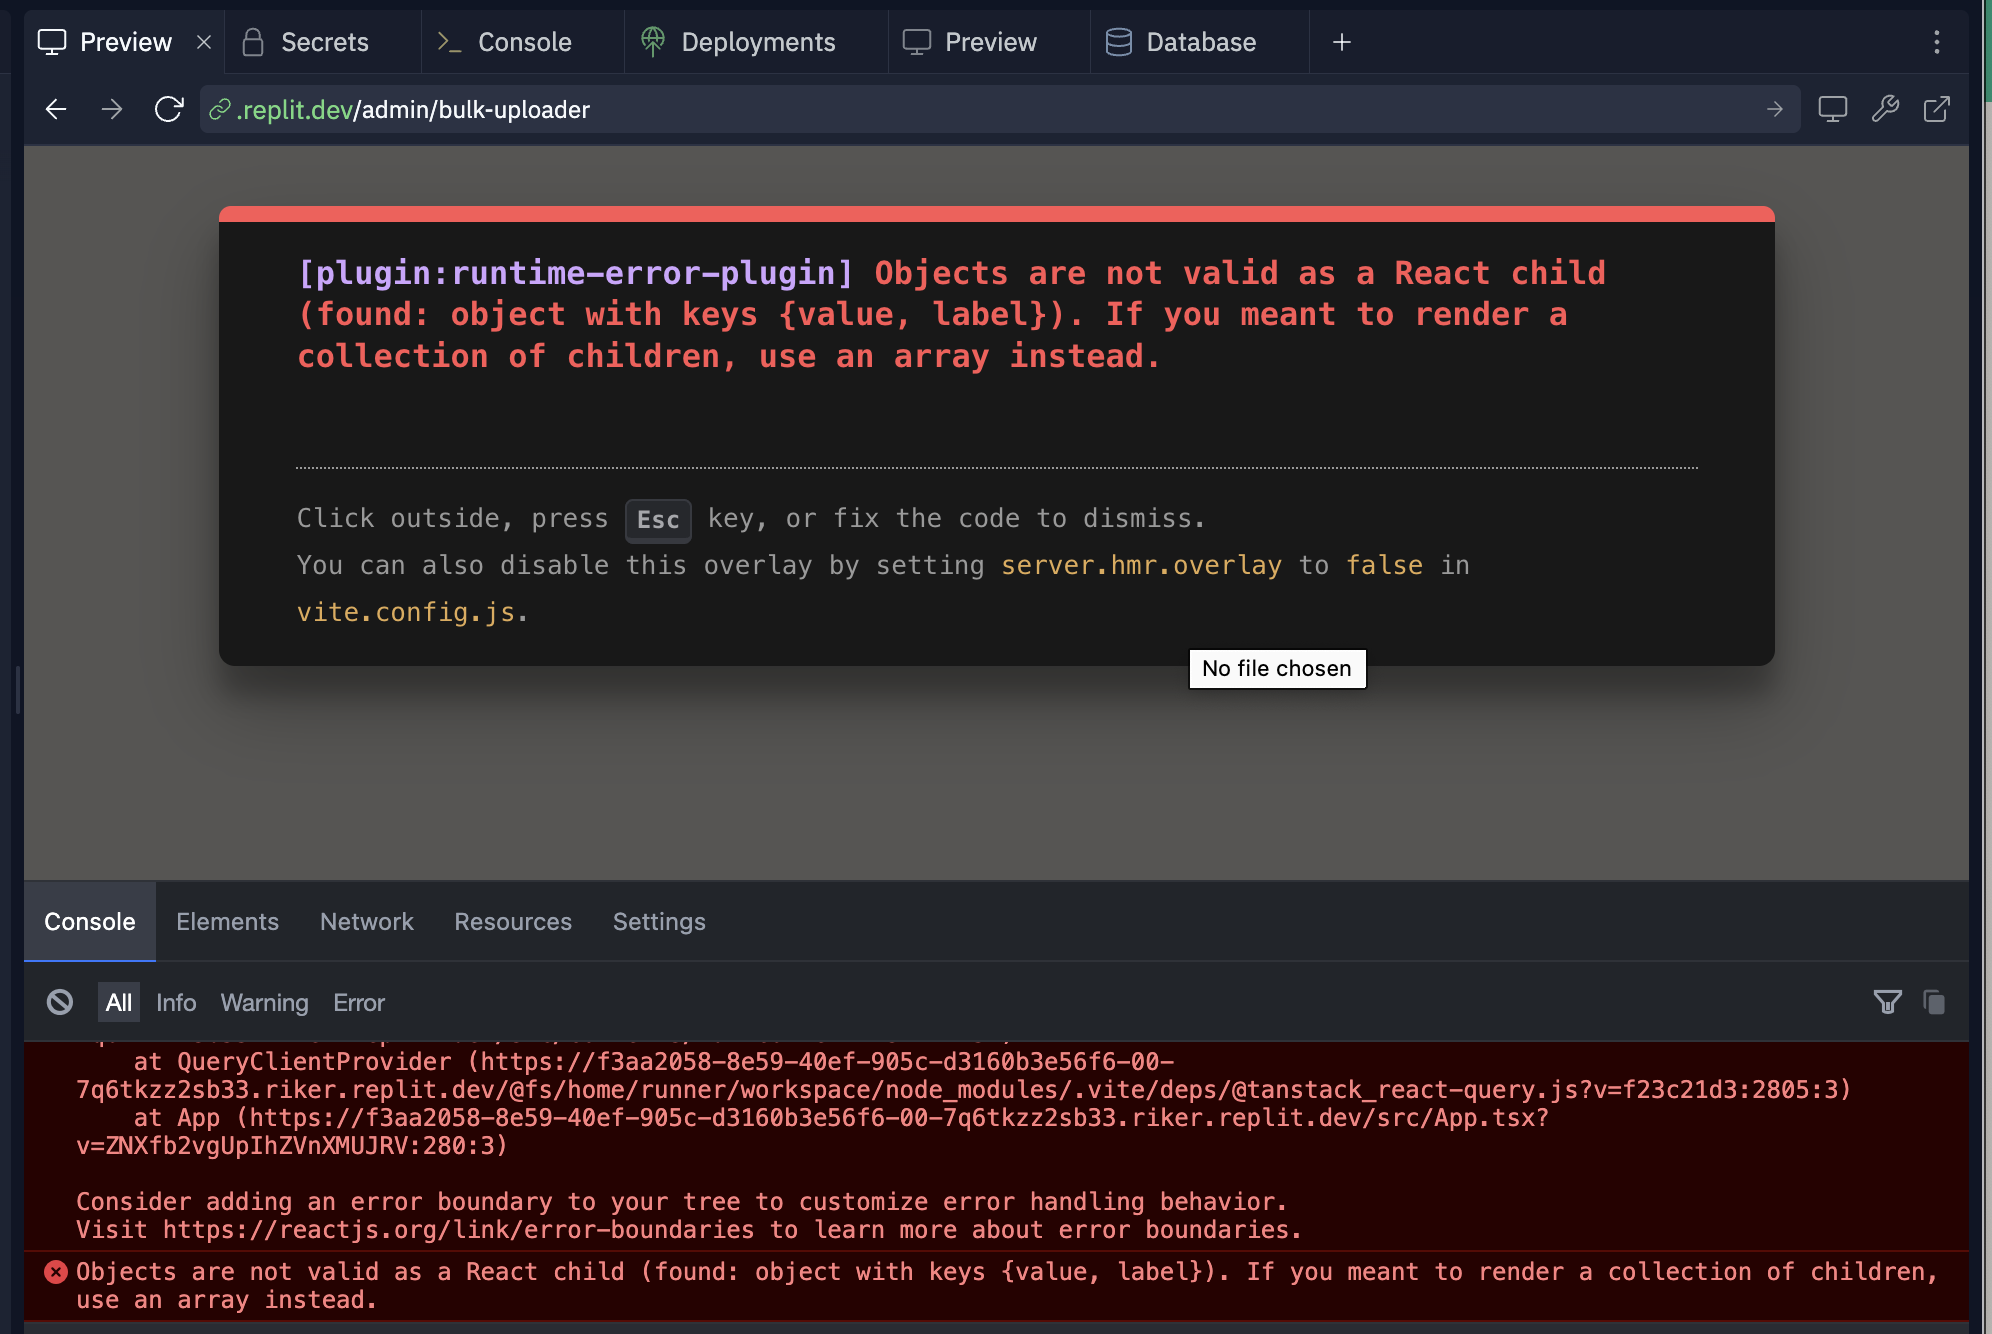 Preview
Secrets
Console
Deployments
Preview
Database
.replit.dev/admin/bulk-uploader
[plugin:runtime-error-plugin] Objects are not valid as a React child
(found: object with keys {value, label}). If you meant to render a
collection of children, use an array instead.
Click outside, press Esc key, or fix the code to dismiss.
You can also disable this overlay by setting server.hmr.overlay to false in
vite.config.js.
No file chosen
Console Elements Network Resources Settings
All Info Warning Error
at QueryClientProvider (https://f3aa2058-8e59-40ef-905c-d3160b3e56f6-00-
7q6tkzz2sb33.riker.replit.dev/@fs/home/runner/workspace/node_modules/.vite/deps/@tanstack_react-query.js?v=f23c21d3:2805:3)
at App (https://f3aa2058-8e59-40ef-905c-d3160b3e56f6-00-7q6tkzz2sb33.riker.replit.dev/src/App.tsx?
v=ZNXfb2vgUpIhZVnXMUJRV:280:3)
Consider adding an error boundary to your tree to customize error handling behavior.
Visit https://reactjs.org/link/error-boundaries to learn more about error boundaries.
Objects are not valid as a React child (found: object with keys {value, label}). If you meant to render a collection of children,
use an array instead.